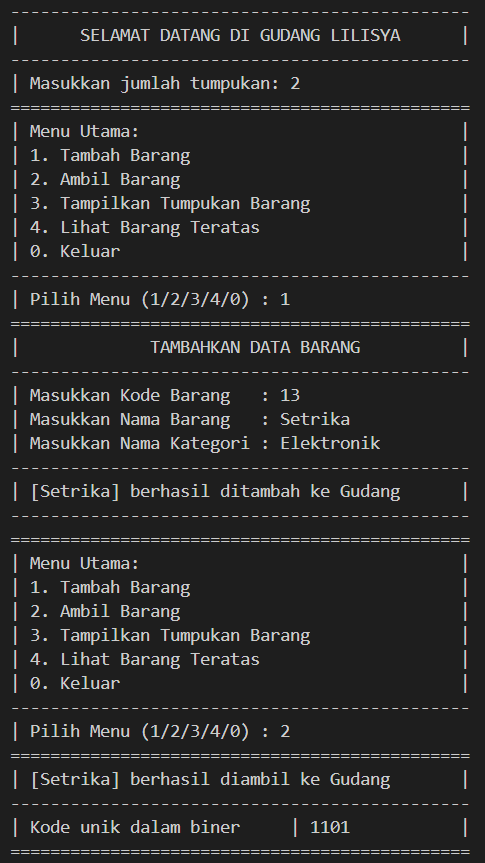 ----------------------------------------------
|      SELAMAT DATANG DI GUDANG LILISYA      |
----------------------------------------------
| Masukkan jumlah tumpukan: 2
==============================================
| Menu Utama:                                |
| 1. Tambah Barang                           |
| 2. Ambil Barang                            |
| 3. Tampilkan Tumpukan Barang               |
| 4. Lihat Barang Teratas                    |
| 0. Keluar                                  |
----------------------------------------------
| Pilih Menu (1/2/3/4/0) : 1
==============================================
|             TAMBAHKAN DATA BARANG          |
----------------------------------------------
| Masukkan Kode Barang   : 13
| Masukkan Nama Barang   : Setrika
| Masukkan Nama Kategori : Elektronik
----------------------------------------------
| [Setrika] berhasil ditambah ke Gudang      |
----------------------------------------------
==============================================
| Menu Utama:                                |
| 1. Tambah Barang                           |
| 2. Ambil Barang                            |
| 3. Tampilkan Tumpukan Barang               |
| 4. Lihat Barang Teratas                    |
| 0. Keluar                                  |
----------------------------------------------
| Pilih Menu (1/2/3/4/0) : 2
==============================================
| [Setrika] berhasil diambil ke Gudang       |
----------------------------------------------
| Kode unik dalam biner     | 1101           |
==============================================